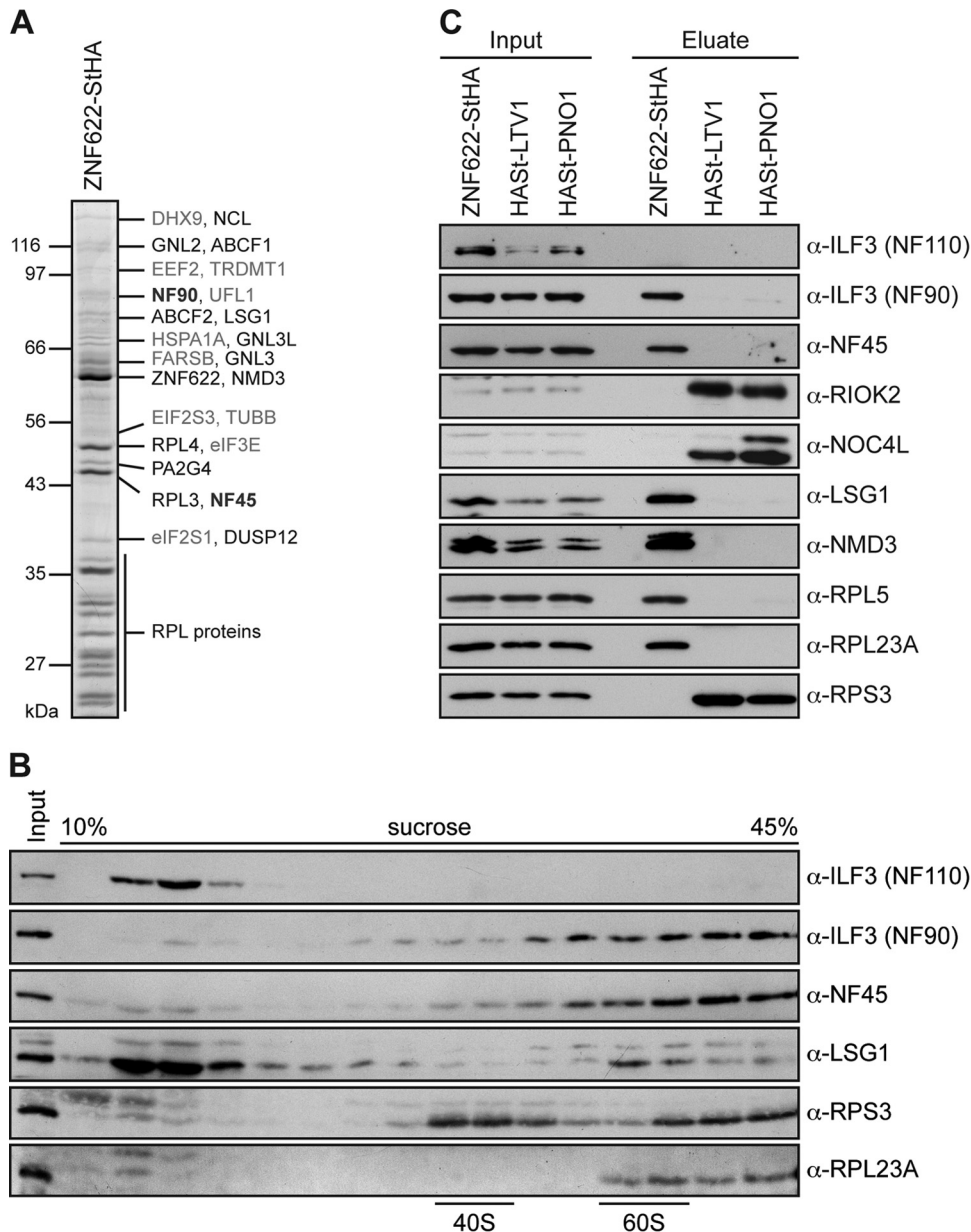 A
ZNF622-StHA
116
97
66
56
43
35
27
kDa
DHX9, NCL
GNL2, ABCF1
EEF2, TRDMT1
NF90, UFL1
ABCF2, LSG1
HSPA1A, GNL3L
FARSB, GNL3
ZNF622, NMD3
EIF2S3, TUBB
RPL4, eIF3E
PA2G4
RPL3, NF45
eIF2S1, DUSP12
RPL proteins
C
Input Eluate
ZNF622-StHA
HASt-LTV1
HASt-PNO1
ZNF622-StHA
HASt-LTV1
HASt-PNO1
α-ILF3 (NF110)
α-ILF3 (NF90)
α-NF45
α-RIOK2
α-NOC4L
α-LSG1
α-NMD3
α-RPL5
α-RPL23A
α-RPS3
B
Input
10% sucrose 45%
α-ILF3 (NF110)
α-ILF3 (NF90)
α-NF45
α-LSG1
α-RPS3
α-RPL23A
40S 60S